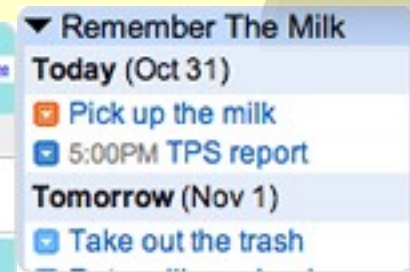 Remember The Milk
Today (Oct 31)
Pick up the milk
5:00PM TPS report
Tomorrow (Nov 1)
Take out the trash